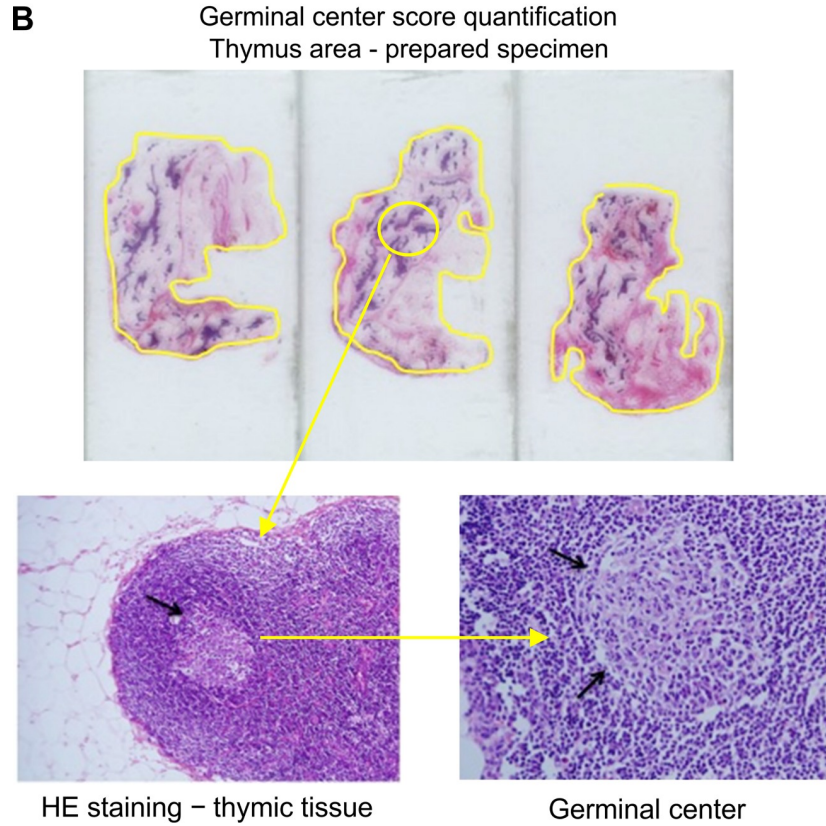 B
Germinal center score quantification
Thymus area - prepared specimen
HE staining − thymic tissue
Germinal center